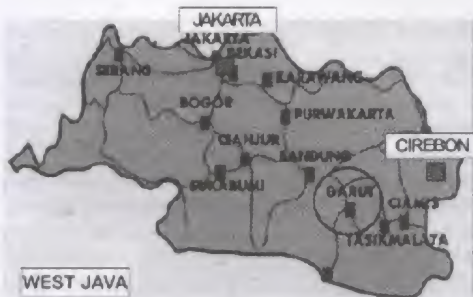 JAKARTA
JAKARTA
BEKASI
SERANG
KARAWANG
BOGOR
PURWAKARTA
CIANJUR
BANDUNG
CIREBON
SUKABUMI
GARUT
CIAMIS
TASIKMALAYA
WEST JAVA